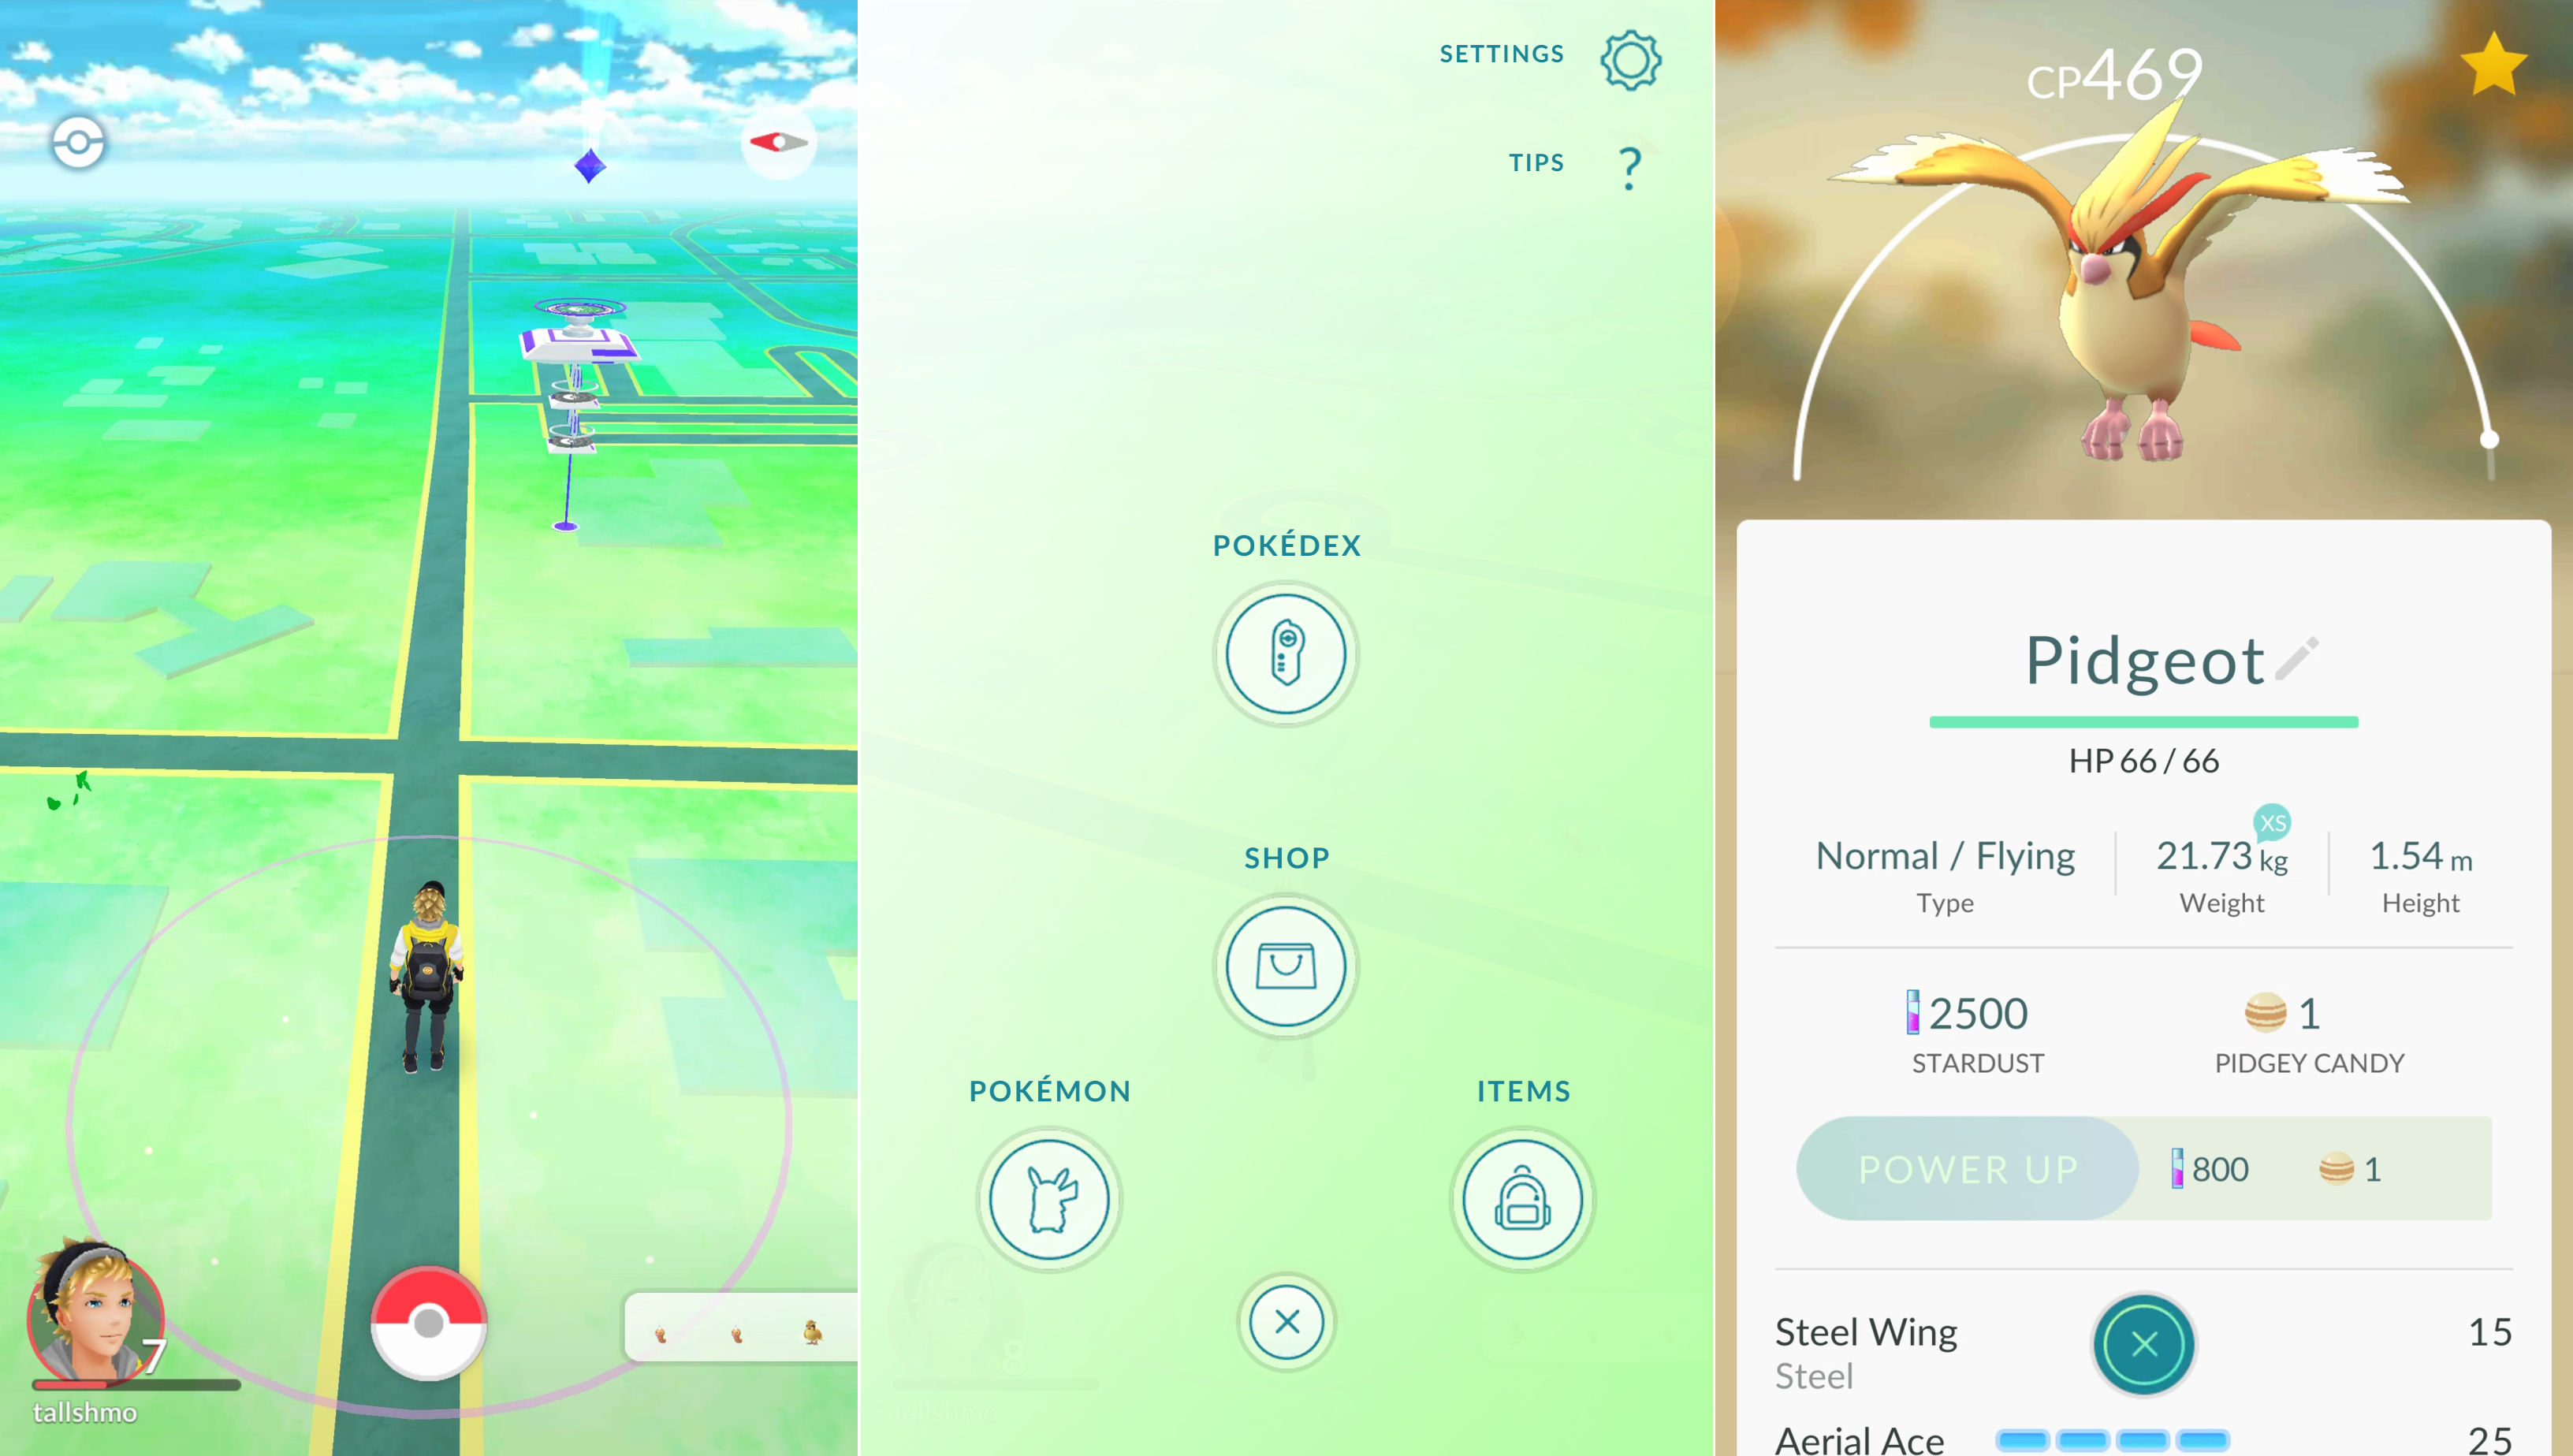 7
tallshmo
SETTINGS
TIPS
POKÉDEX
SHOP
POKÉMON
ITEMS
8
tallshmo
CP469
Pidgeot
HP 66 / 66
XS
Normal / Flying
21.73 kg
1.54 m
Type
Weight
Height
2500
1
STARDUST
PIDGEY CANDY
POWER UP
800
1
Steel Wing
15
Steel
Aerial Ace
25